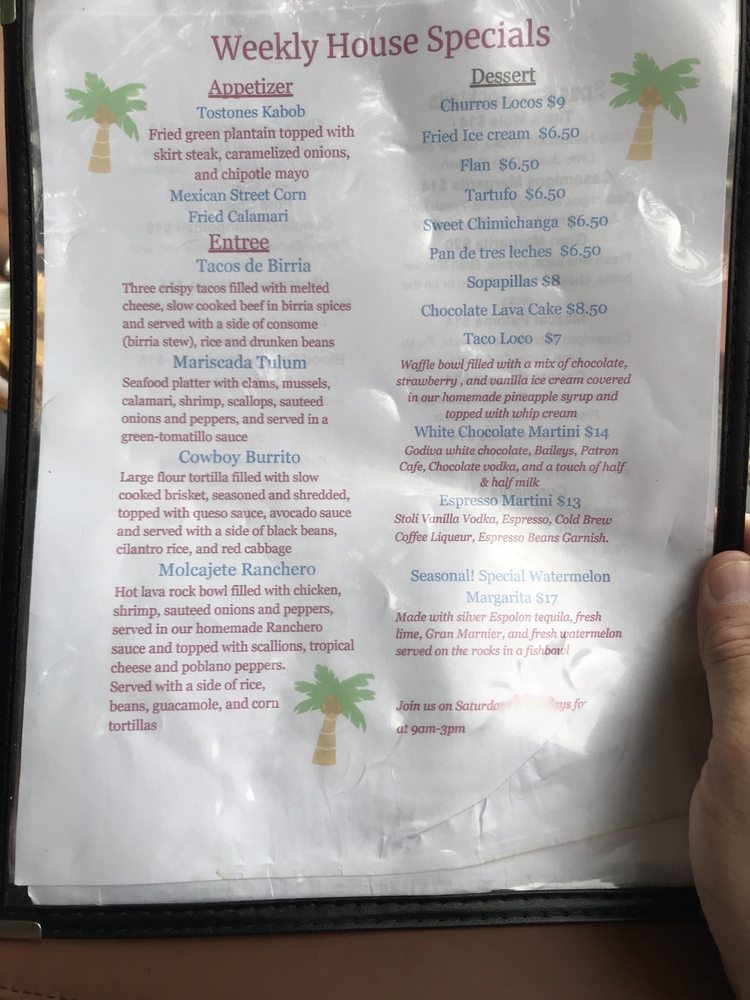 Weekly House Specials
Appetizer
Tostones Kabob
Fried green plantain topped with
skirt steak, caramelized onions,
and chipotle mayo
Mexican Street Corn
Fried Calamari
Entree
Tacos de Birria
Three crispy tacos filled with melted
cheese, slow cooked beef in birria spices
and served with a side of consome
(birria stew), rice and drunken beans
Mariscada Tulum
Seafood platter with clams, mussels,
calamari, shrimp, scallops, sauteed
onions and peppers, and served in a
green-tomatillo sauce
Cowboy Burrito
Large flour tortilla filled with slow
cooked brisket, seasoned and shredded,
topped with queso sauce, avocado sauce
and served with a side of black beans,
cilantro rice, and red cabbage
Molcajete Ranchero
Hot lava rock bowl filled with chicken,
shrimp, sauteed onions and peppers,
served in our homemade Ranchero
sauce and topped with scallions, tropical
cheese and poblano peppers.
Served with a side of rice,
beans, guacamole, and corn
tortillas
Dessert
Churros Locos $9
Fried Ice cream $6.50
Flan $6.50
Tartufo $6.50
Sweet Chimichanga $6.50
Pan de tres leches $6.50
Sopapillas $8
Chocolate Lava Cake $8.50
Taco Loco $7
Waffle bowl filled with a mix of chocolate,
strawberry , and vanilla ice cream covered
in our homemade pineapple syrup and
topped with whip cream
White Chocolate Martini $14
Godiva white chocolate, Baileys, Patron
Cafe, Chocolate vodka, and a touch of half
& half milk
Espresso Martini $13
Stoli Vanilla Vodka, Espresso, Cold Brew
Coffee Liqueur, Espresso Beans Garnish.
Seasonal! Special Watermelon
Margarita $17
Made with silver Espolon tequila, fresh
lime, Gran Marnier, and fresh watermelon
served on the rocks in a fishbowl
Join us on
at 9am-3pm